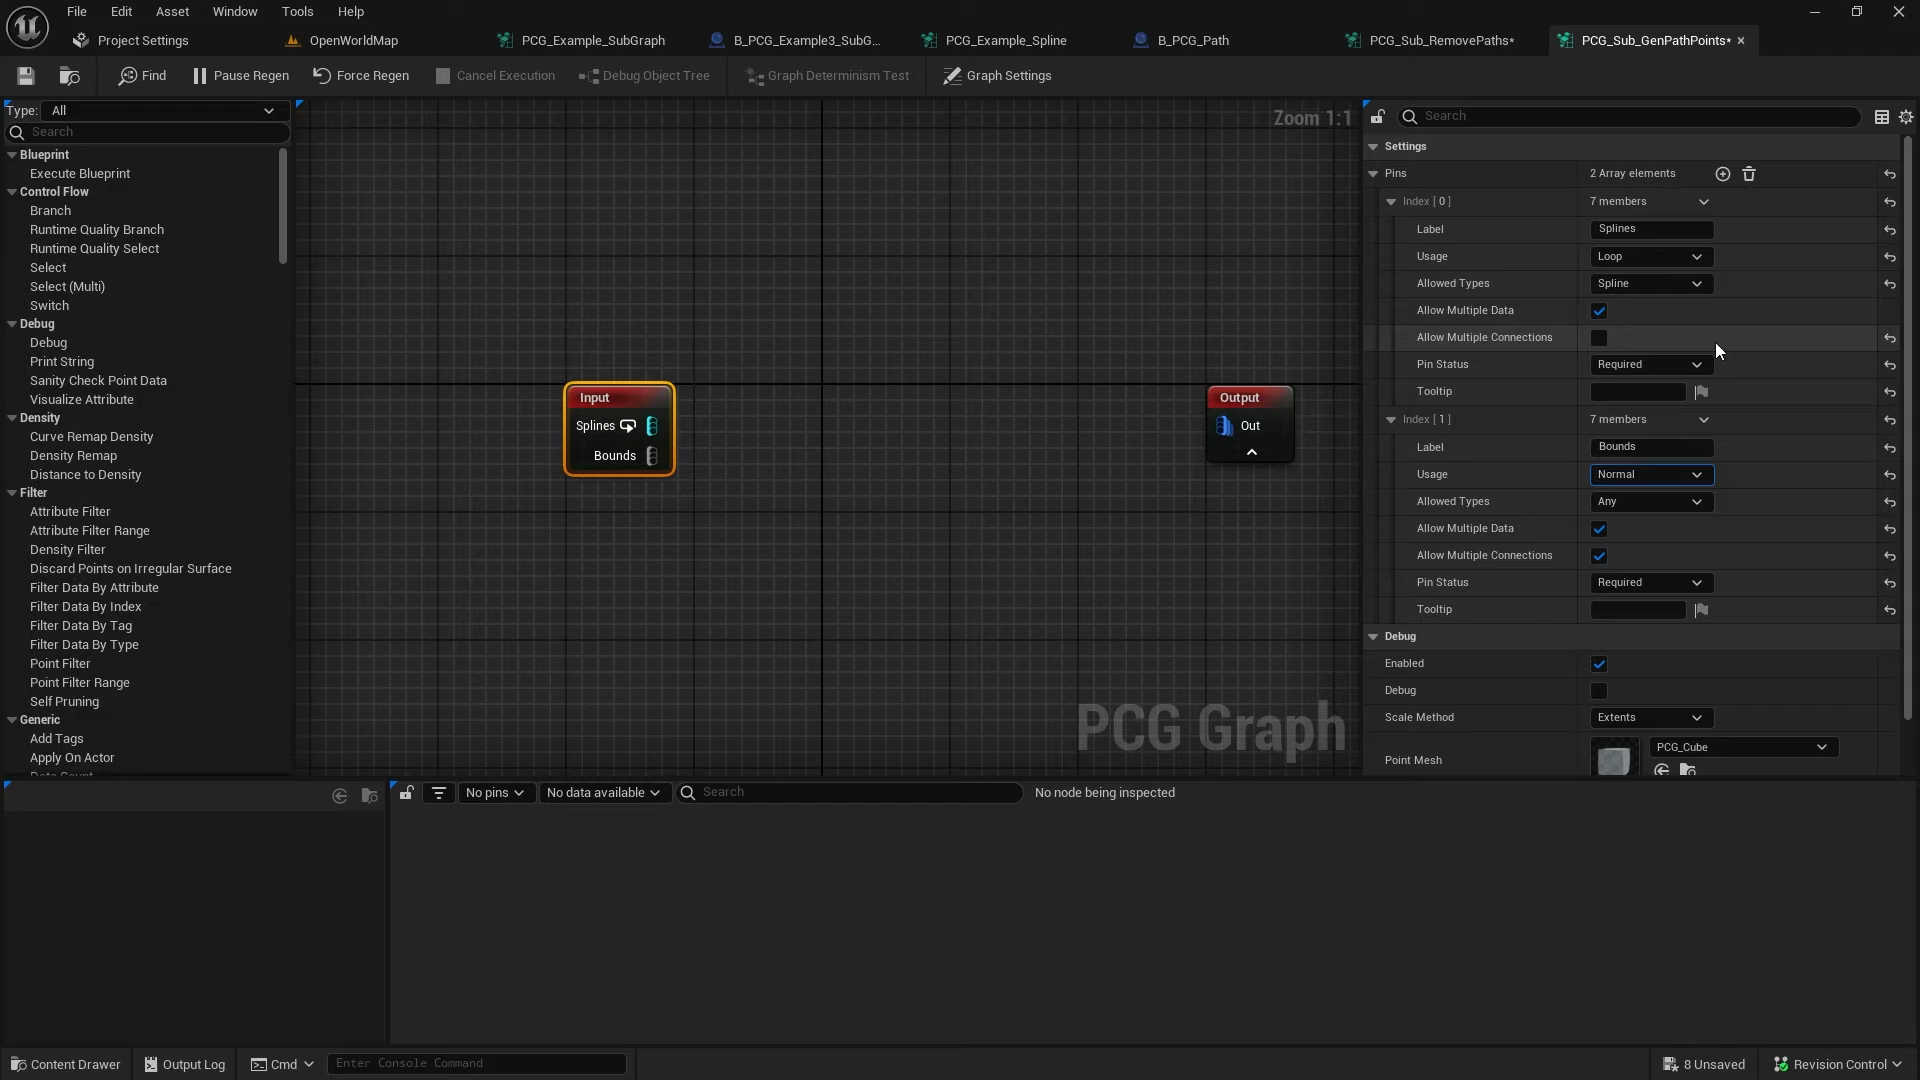 File Edit Asset Window Tools Help
Project Settings OpenWorldMap PCG_Example_SubGraph B_PCG_Example3_SubG... PCG_Example_Spline B_PCG_Path PCG_Sub_RemovePaths* PCG_Sub_GenPathPoints*
Find Pause Regen Force Regen Cancel Execution Debug Object Tree Graph Determinism Test Graph Settings
Type: All
Search
Blueprint
Execute Blueprint
Control Flow
Branch
Runtime Quality Branch
Runtime Quality Select
Select
Select (Multi)
Switch
Debug
Debug
Print String
Sanity Check Point Data
Visualize Attribute
Density
Curve Remap Density
Density Remap
Distance to Density
Filter
Attribute Filter
Attribute Filter Range
Density Filter
Discard Points on Irregular Surface
Filter Data By Attribute
Filter Data By Index
Filter Data By Tag
Filter Data By Type
Point Filter
Point Filter Range
Self Pruning
Generic
Add Tags
Apply On Actor
Zoom 1:1
Input
Splines
Bounds
Output
Out
PCG Graph
Search
Settings
Pins 2 Array elements
Index [ 0 ] 7 members
Label Splines
Usage Loop
Allowed Types Spline
Allow Multiple Data
Allow Multiple Connections
Pin Status Required
Tooltip
Index [ 1 ] 7 members
Label Bounds
Usage Normal
Allowed Types Any
Allow Multiple Data
Allow Multiple Connections
Pin Status Required
Tooltip
Debug
Enabled
Debug
Scale Method Extents
Point Mesh PCG_Cube
No pins No data available Search No node being inspected
Content Drawer Output Log Cmd Enter Console Command 8 Unsaved Revision Control